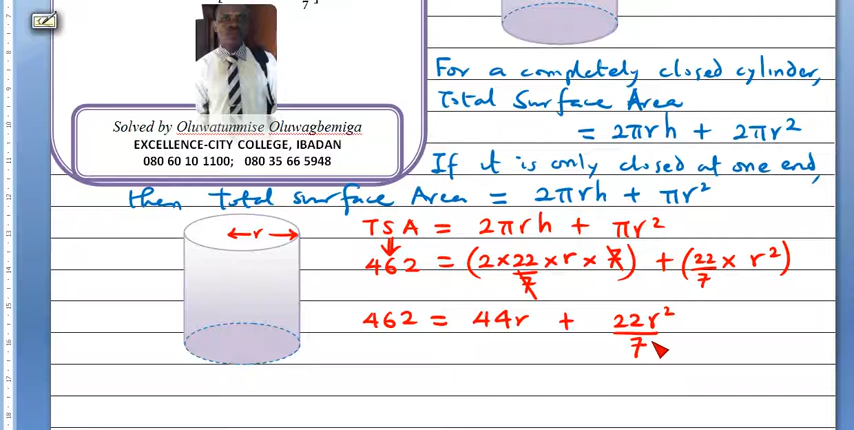 7
Solved by Oluwatunmise Oluwagbemiga
EXCELLENCE-CITY COLLEGE, IBADAN
080 60 10 1100; 080 35 66 5948
For a completely closed cylinder,
Total Surface Area
= 2πrh + 2πr²
If it is only closed at one end,
then Total surface Area = 2πrh + πr²
r
TSA = 2πrh + πr²
462 = (2 × 22/7 × r × 7) + (22/7 × r²)
462 = 44r + 22r²/7